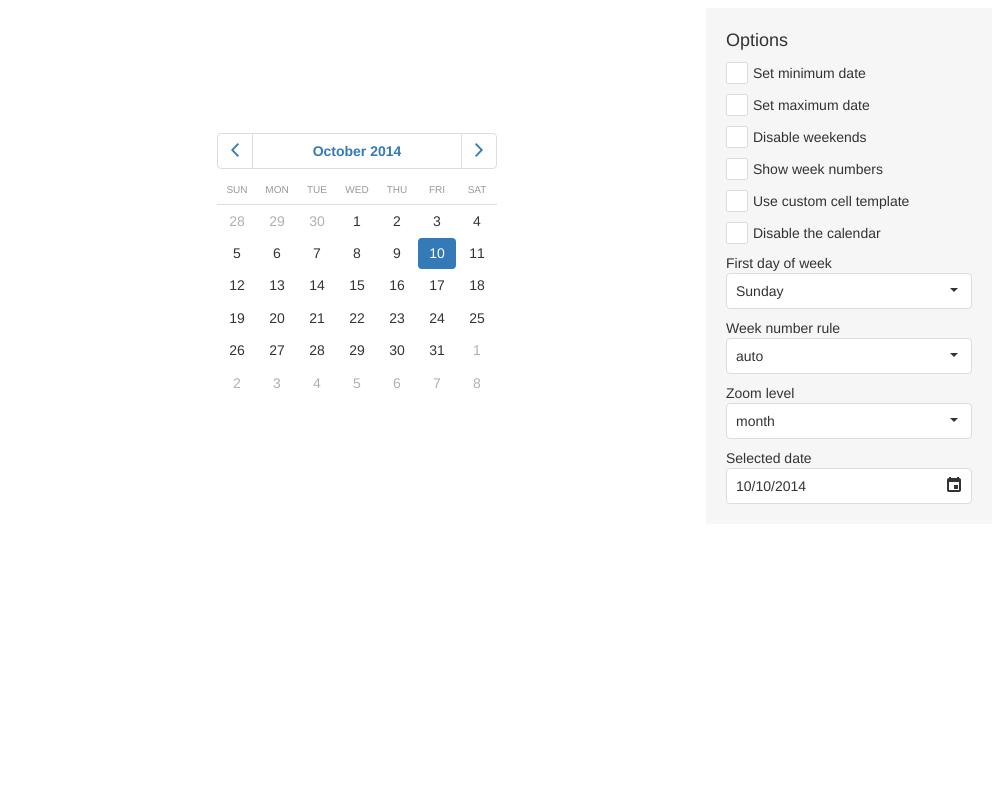 October 2014
SUN MON TUE WED THU FRI SAT
28 29 30 1 2 3 4
5 6 7 8 9 10 11
12 13 14 15 16 17 18
19 20 21 22 23 24 25
26 27 28 29 30 31 1
2 3 4 5 6 7 8
Options
Set minimum date
Set maximum date
Disable weekends
Show week numbers
Use custom cell template
Disable the calendar
First day of week
Sunday
Week number rule
auto
Zoom level
month
Selected date
10/10/2014